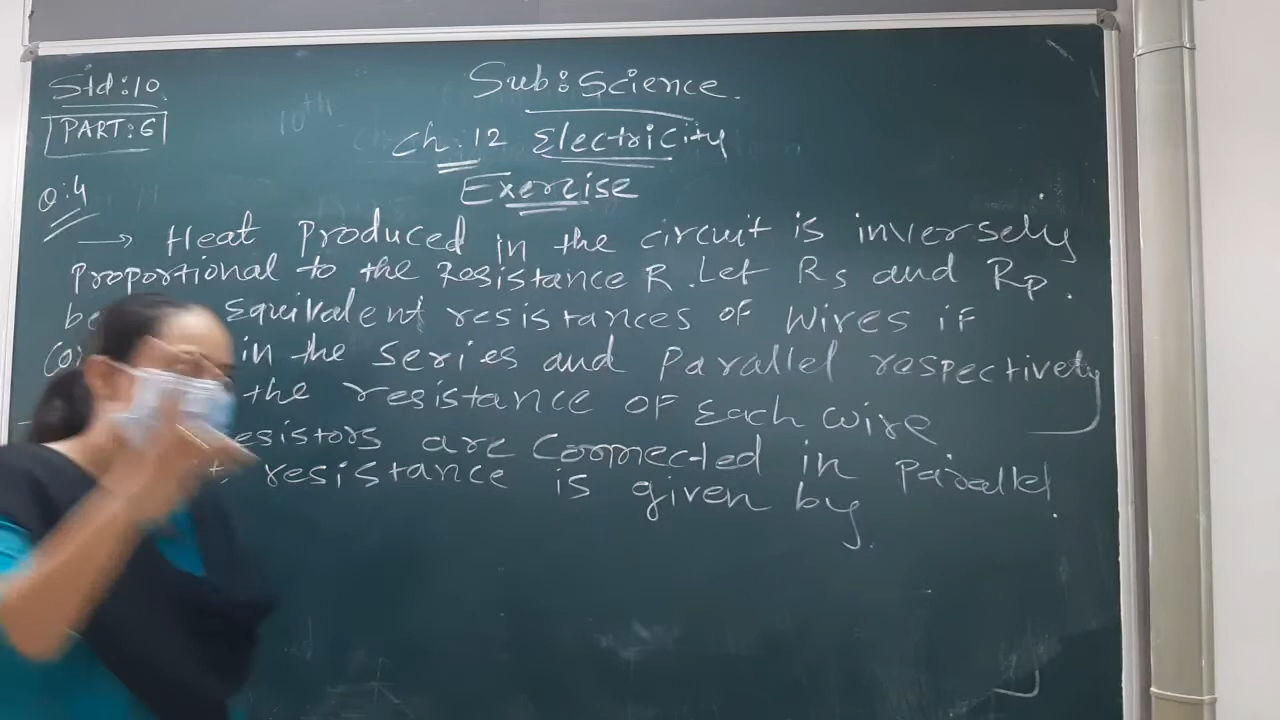 Std:10.
PART:6
Sub:Science.
Ch.12 Electricity
Exercise
Q:4
→ Heat produced in the circuit is inversely
proportional to the resistance R. Let Rs and Rp.
be Equivalent resistances of wires if
in the series and parallel respectively
the resistance of each wire
resistors are connected in parallel.
resistance is given by.